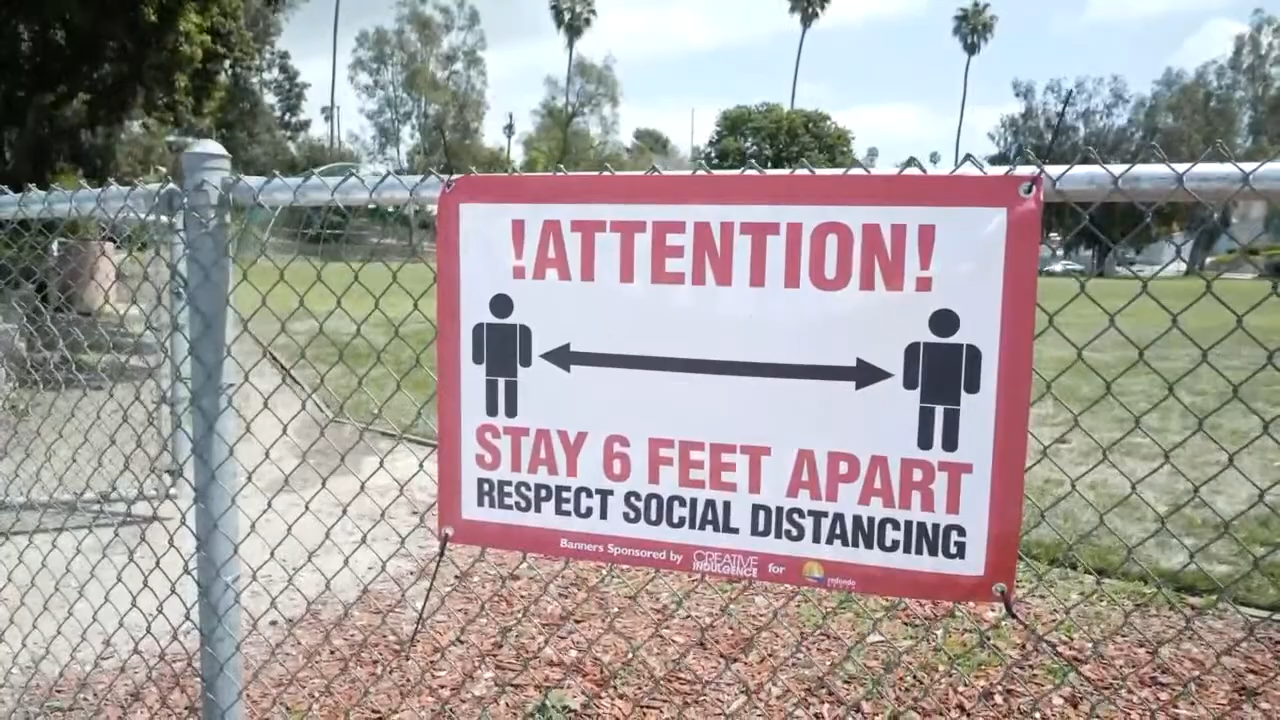 !ATTENTION!
STAY 6 FEET APART
RESPECT SOCIAL DISTANCING
Banners Sponsored by CREATIVE INDULGENCE for redondo